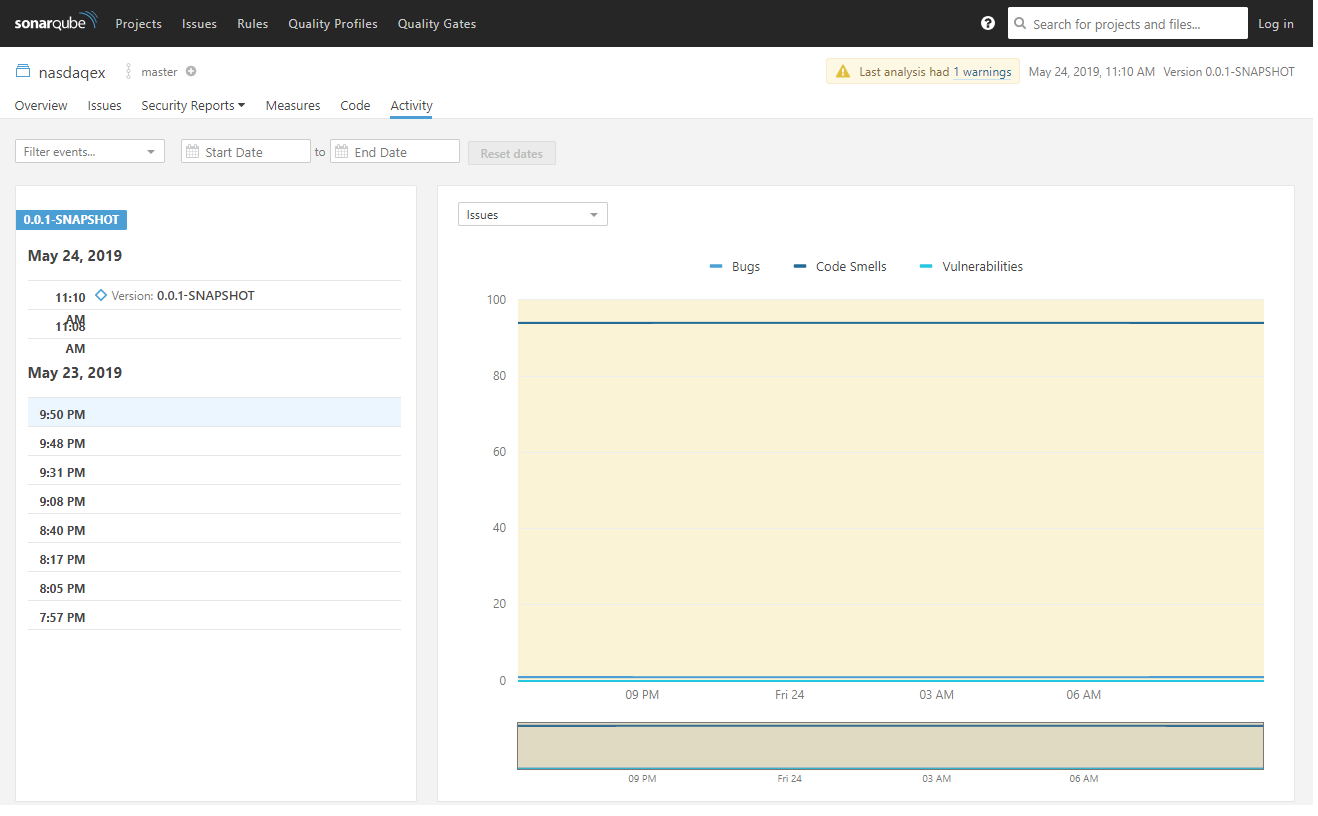 sonarqube Projects Issues Rules Quality Profiles Quality Gates ? Search for projects and files... Log in
nasdaqex master Last analysis had 1 warnings May 24, 2019, 11:10 AM Version 0.0.1-SNAPSHOT
Overview Issues Security Reports Measures Code Activity
Filter events... Start Date to End Date Reset dates
0.0.1-SNAPSHOT
May 24, 2019
11:10 AM Version: 0.0.1-SNAPSHOT
11:08 AM
May 23, 2019
9:50 PM
9:48 PM
9:31 PM
9:08 PM
8:40 PM
8:17 PM
8:05 PM
7:57 PM
Issues
Bugs Code Smells Vulnerabilities
100
80
60
40
20
0
09 PM Fri 24 03 AM 06 AM
09 PM Fri 24 03 AM 06 AM